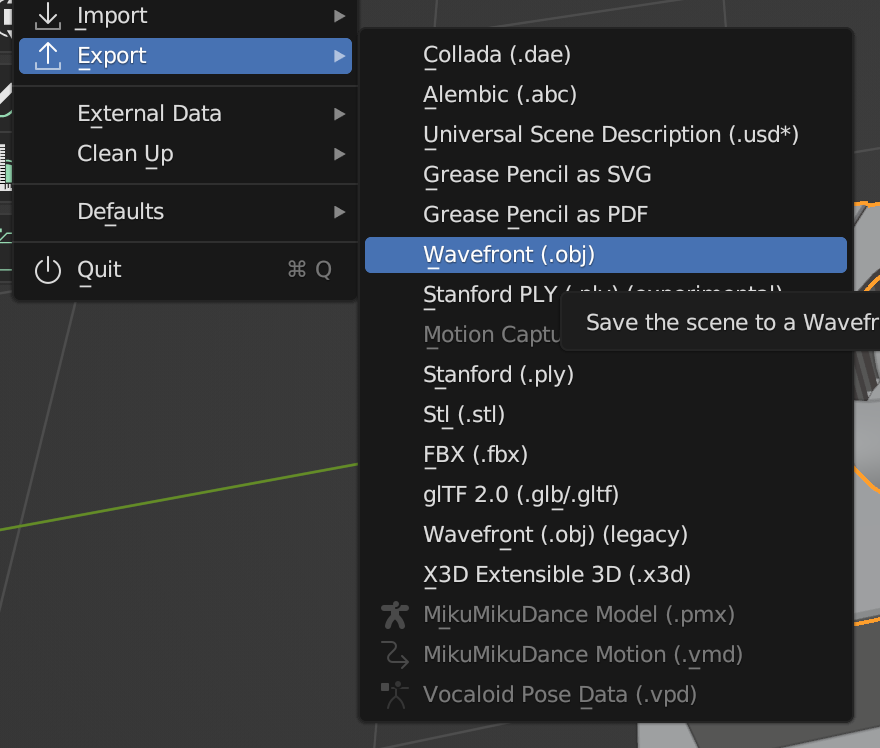 Import
Export
External Data
Clean Up
Defaults
Quit ⌘ Q
Collada (.dae)
Alembic (.abc)
Universal Scene Description (.usd*)
Grease Pencil as SVG
Grease Pencil as PDF
Wavefront (.obj)
Stanford PLY (.ply) (experimental)
Save the scene to a Wavefr
Motion Captu
Stanford (.ply)
Stl (.stl)
FBX (.fbx)
glTF 2.0 (.glb/.gltf)
Wavefront (.obj) (legacy)
X3D Extensible 3D (.x3d)
MikuMikuDance Model (.pmx)
MikuMikuDance Motion (.vmd)
Vocaloid Pose Data (.vpd)